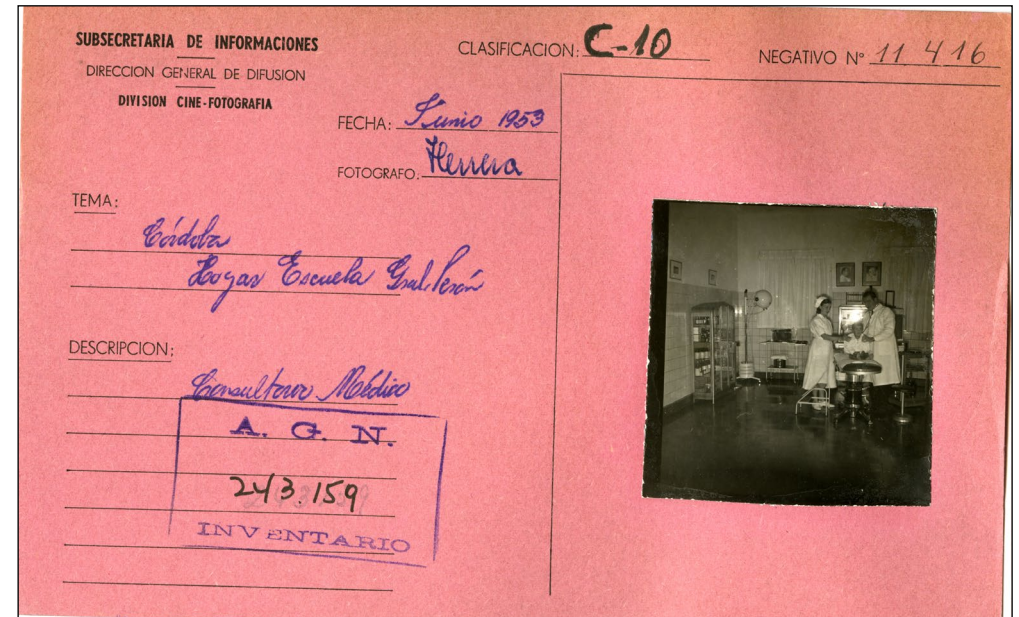 SUBSECRETARIA DE INFORMACIONES
DIRECCION GENERAL DE DIFUSION
DIVISION CINE-FOTOGRAFIA
CLASIFICACION: C-10
NEGATIVO Nº 11 416
FECHA: Junio 1953
FOTOGRAFO. Herrera
TEMA:
Córdoba
Hogar Escuela Gral. Perón
DESCRIPCION:
Consultorio Médico
A. G. N.
243.159
INVENTARIO